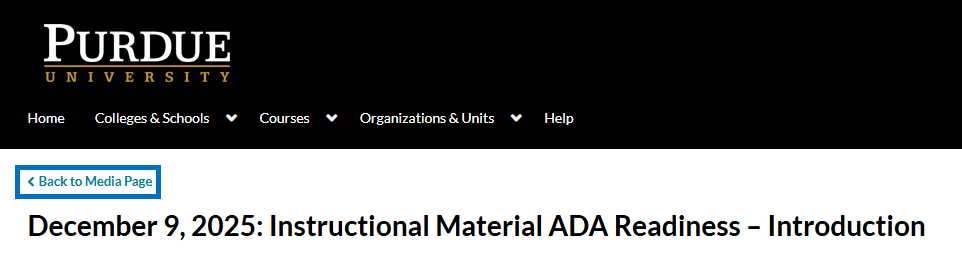 PURDUE
UNIVERSITY
Home Colleges & Schools Courses Organizations & Units Help
Back to Media Page
December 9, 2025: Instructional Material ADA Readiness – Introduction